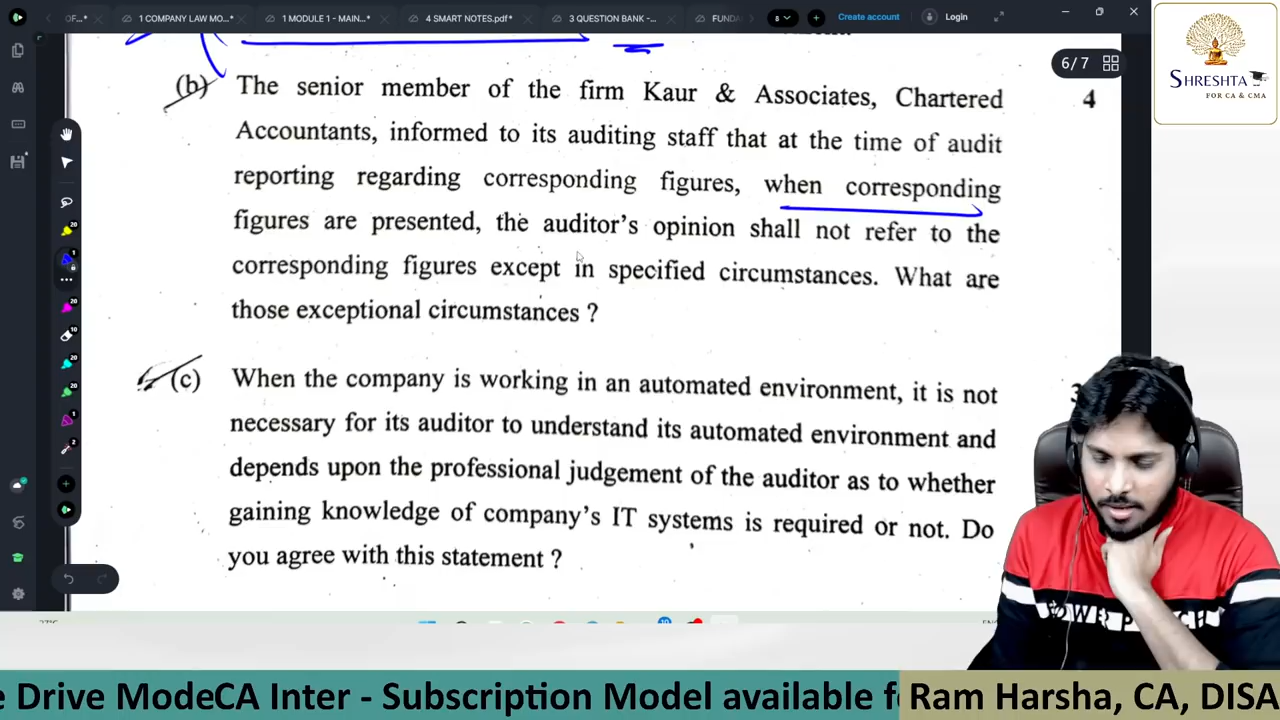 OF...*
1 COMPANY LAW MO...*
1 MODULE 1 - MAIN...*
4 SMART NOTES.pdf*
3 QUESTION BANK -...*
FUNDA
8
Create account
Login
6 / 7
SHRESHTA
FOR CA & CMA
(b) The senior member of the firm Kaur & Associates, Chartered 4
Accountants, informed to its auditing staff that at the time of audit
reporting regarding corresponding figures, when corresponding
figures are presented, the auditor's opinion shall not refer to the
corresponding figures except in specified circumstances. What are
those exceptional circumstances ?
(c) When the company is working in an automated environment, it is not 3
necessary for its auditor to understand its automated environment and
depends upon the professional judgement of the auditor as to whether
gaining knowledge of company's IT systems is required or not. Do
you agree with this statement ?
e Drive ModeCA Inter - Subscription Model available f
Ram Harsha, CA, DISA